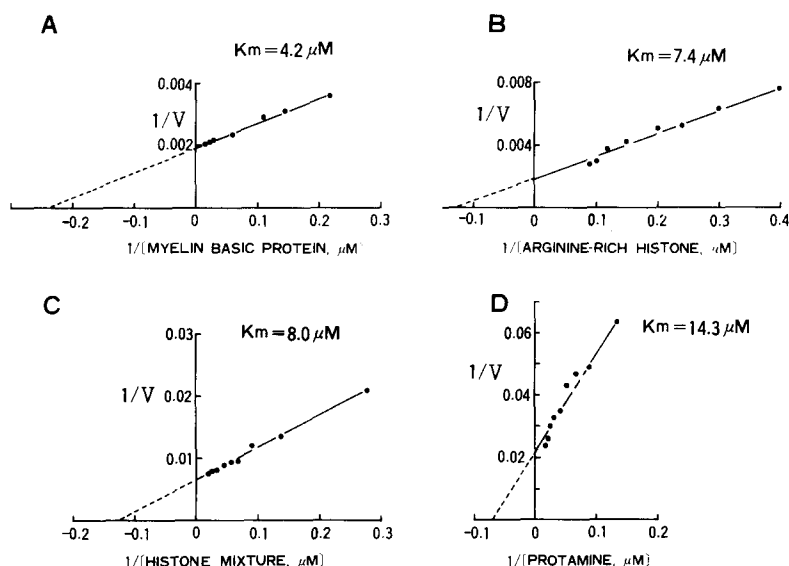 A
Km=4.2 μM
0.004
1/V
0.002
0
-0.2
-0.1
0
0.1
0.2
0.3
1/[MYELIN BASIC PROTEIN, μM]
B
Km=7.4 μM
0.008
1/V
0.004
0
-0.1
0
0.1
0.2
0.3
0.4
1/[ARGININE-RICH HISTONE, μM]
C
Km=8.0 μM
0.03
0.02
1/V
0.01
0
-0.2
-0.1
0
0.1
0.2
0.3
1/[HISTONE MIXTURE, μM]
D
Km=14.3 μM
0.06
1/V
0.04
0.02
0
-0.1
0
0.1
0.2
1/[PROTAMINE, μM]